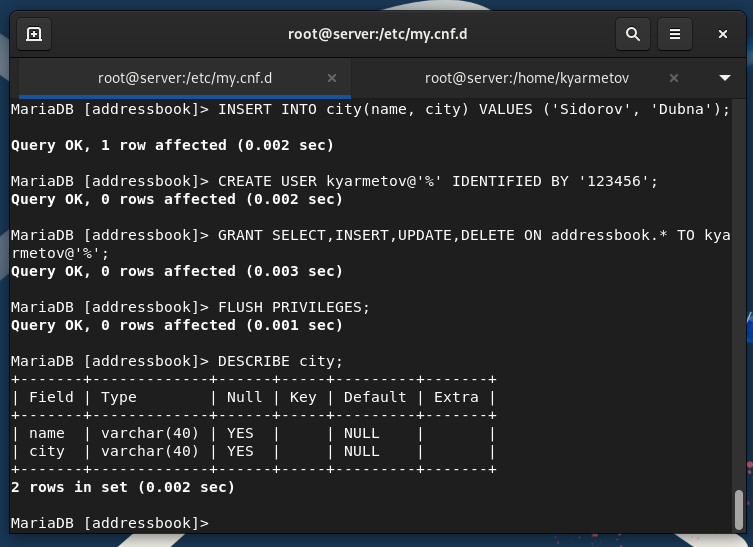 root@server:/etc/my.cnf.d
root@server:/etc/my.cnf.d
root@server:/home/kyarmetov
MariaDB [addressbook]> INSERT INTO city(name, city) VALUES ('Sidorov', 'Dubna');
Query OK, 1 row affected (0.002 sec)
MariaDB [addressbook]> CREATE USER kyarmetov@'%' IDENTIFIED BY '123456';
Query OK, 0 rows affected (0.002 sec)
MariaDB [addressbook]> GRANT SELECT,INSERT,UPDATE,DELETE ON addressbook.* TO kya
rmetov@'%';
Query OK, 0 rows affected (0.003 sec)
MariaDB [addressbook]> FLUSH PRIVILEGES;
Query OK, 0 rows affected (0.001 sec)
MariaDB [addressbook]> DESCRIBE city;
+-------+-------------+------+-----+---------+-------+
| Field | Type        | Null | Key | Default | Extra |
+-------+-------------+------+-----+---------+-------+
| name  | varchar(40) | YES  |     | NULL    |       |
| city  | varchar(40) | YES  |     | NULL    |       |
+-------+-------------+------+-----+---------+-------+
2 rows in set (0.002 sec)
MariaDB [addressbook]>